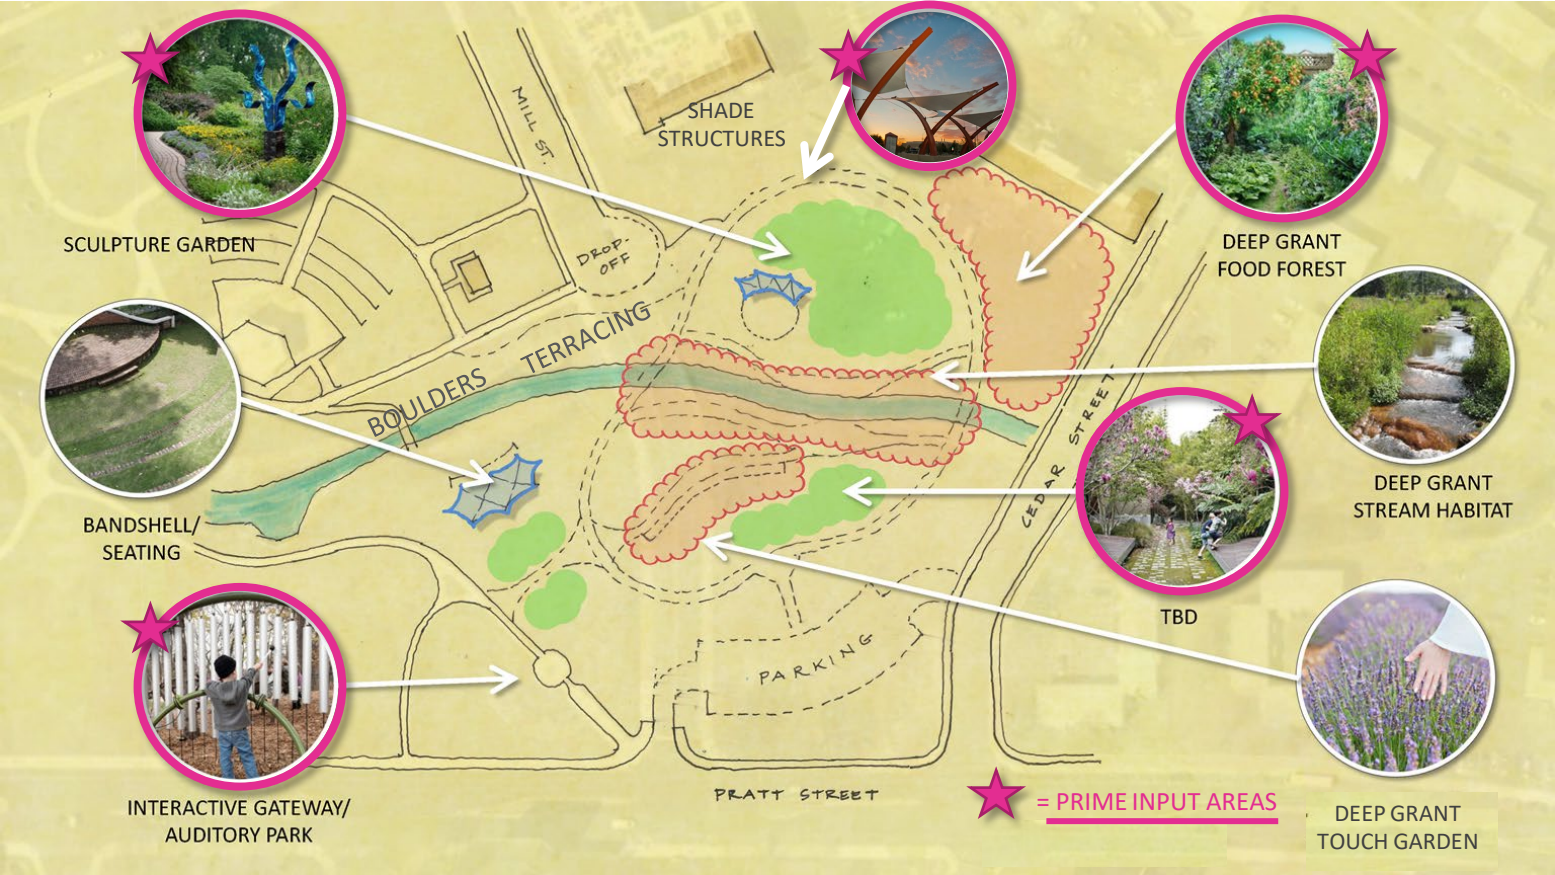 SHADE
STRUCTURES
MILL ST.
SCULPTURE GARDEN
DROP-
OFF
DEEP GRANT
FOOD FOREST
BOULDERS TERRACING
CEDAR STREET
DEEP GRANT
STREAM HABITAT
BANDSHELL/
SEATING
TBD
PARKING
INTERACTIVE GATEWAY/
AUDITORY PARK
PRATT STREET
= PRIME INPUT AREAS
DEEP GRANT
TOUCH GARDEN